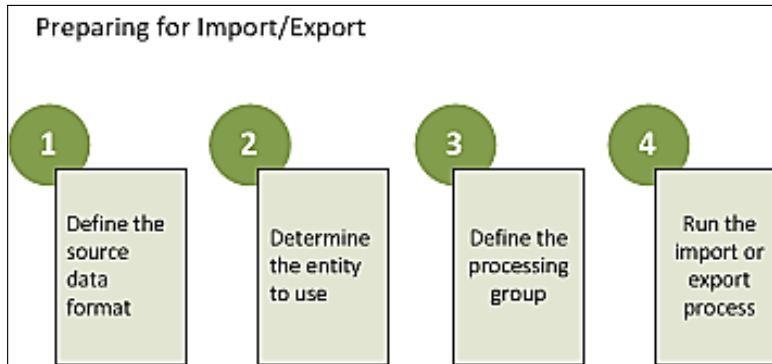 Preparing for Import/Export
1
2
3
4
Define the
source
data
format
Determine
the entity
to use
Define the
processing
group
Run the
import or
export
process